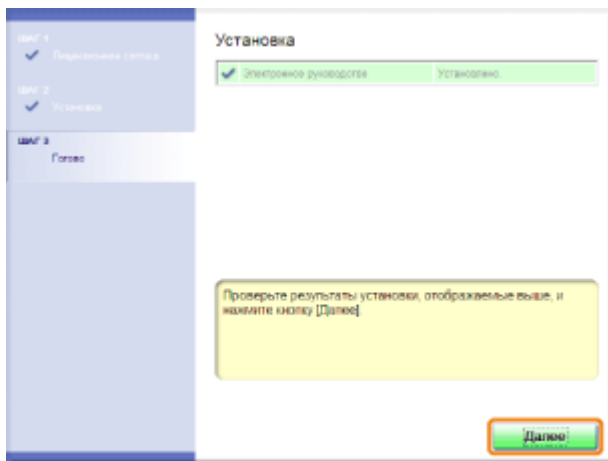 ШАГ 1
Лицензионное соглаш.
Установка
Электронное руководство Установлено.
ШАГ 2
Установка
ШАГ 3
Готово
Проверьте результаты установки, отображаемые выше, и
нажмите кнопку [Далее].
Далее